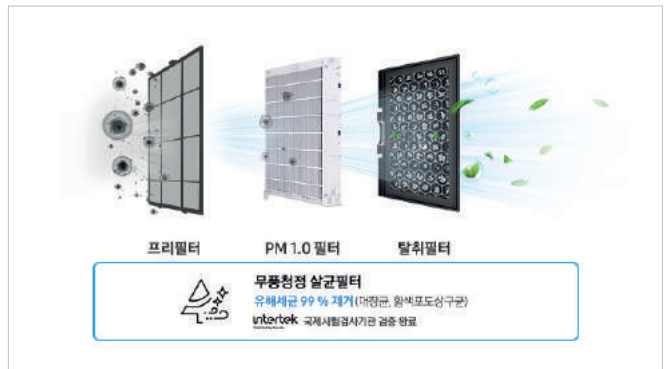 프리필터
PM 1.0 필터
탈취필터
무풍청정 살균필터
유해세균 99 % 제거 (대장균, 황색포도상구균)
intertek 국제시험검사기관 검증 완료